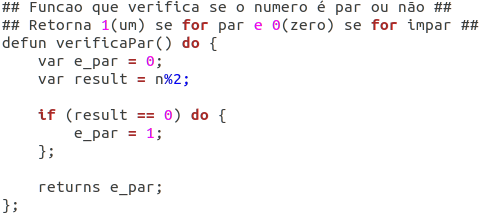 ## Funcao que verifica se o numero é par ou não ##
## Retorna 1(um) se for par e 0(zero) se for impar ##
defun verificaPar() do {
    var e_par = 0;
    var result = n%2;

    if (result == 0) do {
        e_par = 1;
    };

    returns e_par;
};